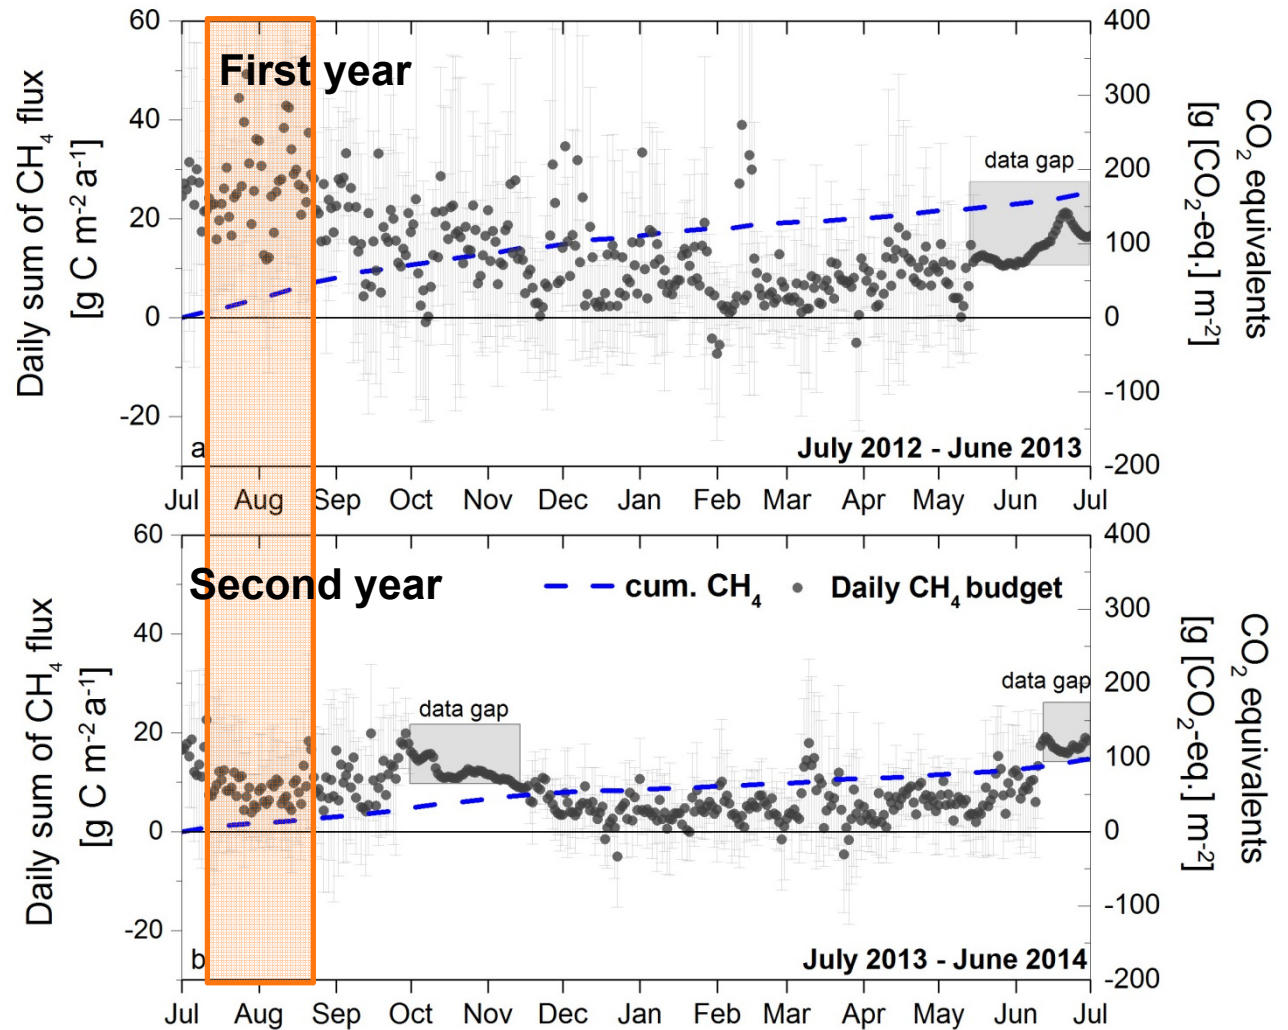 Daily sum of CH₄ flux
[g C m⁻² a⁻¹]
60
40
20
0
-20
First year
data gap
a
July 2012 - June 2013
400
300
200
100
0
-100
-200
CO₂ equivalents
[g [CO₂-eq.] m⁻²]
Jul Aug Sep Oct Nov Dec Jan Feb Mar Apr May Jun Jul
Daily sum of CH₄ flux
[g C m⁻² a⁻¹]
60
40
20
0
-20
Second year
cum. CH₄ Daily CH₄ budget
data gap
data gap
b
July 2013 - June 2014
400
300
200
100
0
-100
-200
CO₂ equivalents
[g [CO₂-eq.] m⁻²]
Jul Aug Sep Oct Nov Dec Jan Feb Mar Apr May Jun Jul